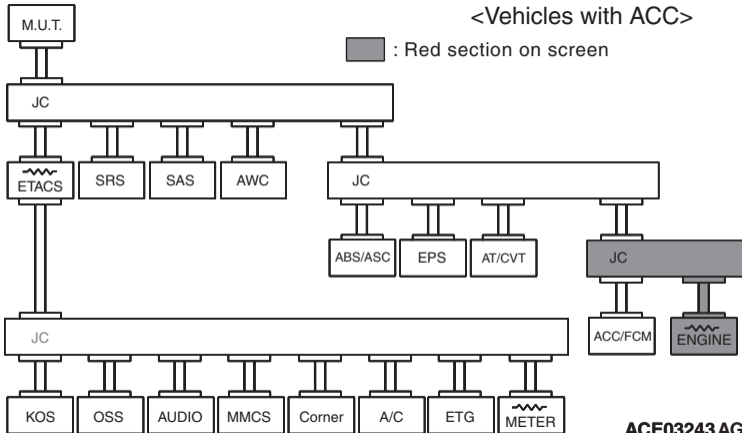 <Vehicles with ACC>
: Red section on screen
M.U.T.
JC
ETACS
SRS
SAS
AWC
JC
ABS/ASC
EPS
AT/CVT
JC
ACC/FCM
ENGINE
JC
KOS
OSS
AUDIO
MMCS
Corner
A/C
ETG
METER
ACE03243AG